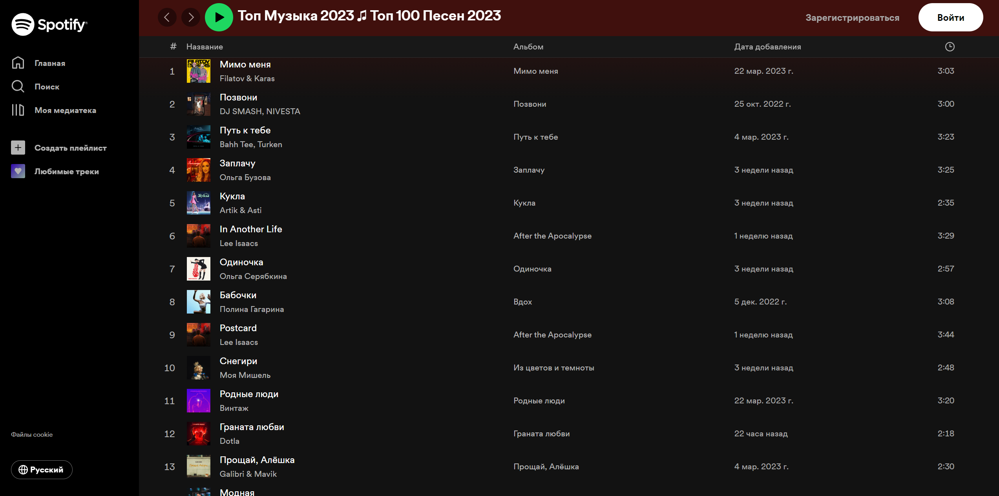 Spotify
Главная
Поиск
Моя медиатека
Создать плейлист
Любимые треки
Файлы cookie
Русский
Топ Музыка 2023 🎵 Топ 100 Песен 2023
Зарегистрироваться
Войти
# Название Альбом Дата добавления
1 Мимо меня Мимо меня 22 мар. 2023 г. 3:03
Filatov & Karas
2 Позвони Позвони 25 окт. 2022 г. 3:00
DJ SMASH, NIVESTA
3 Путь к тебе Путь к тебе 4 мар. 2023 г. 3:23
Bahh Tee, Turken
4 Заплачу Заплачу 3 недели назад 3:25
Ольга Бузова
5 Кукла Кукла 3 недели назад 2:35
Artik & Asti
6 In Another Life After the Apocalypse 1 неделю назад 3:29
Lee Isaacs
7 Одиночка Одиночка 3 недели назад 2:57
Ольга Серябкина
8 Бабочки Вдох 5 дек. 2022 г. 3:08
Полина Гагарина
9 Postcard After the Apocalypse 1 неделю назад 3:44
Lee Isaacs
10 Снегири Из цветов и темноты 3 недели назад 2:48
Моя Мишель
11 Родные люди Родные люди 22 мар. 2023 г. 3:20
Винтаж
12 Граната любви Граната любви 22 часа назад 2:18
Dotla
13 Прощай, Алёшка Прощай, Алёшка 4 мар. 2023 г. 2:30
Galibri & Mavik
Модная